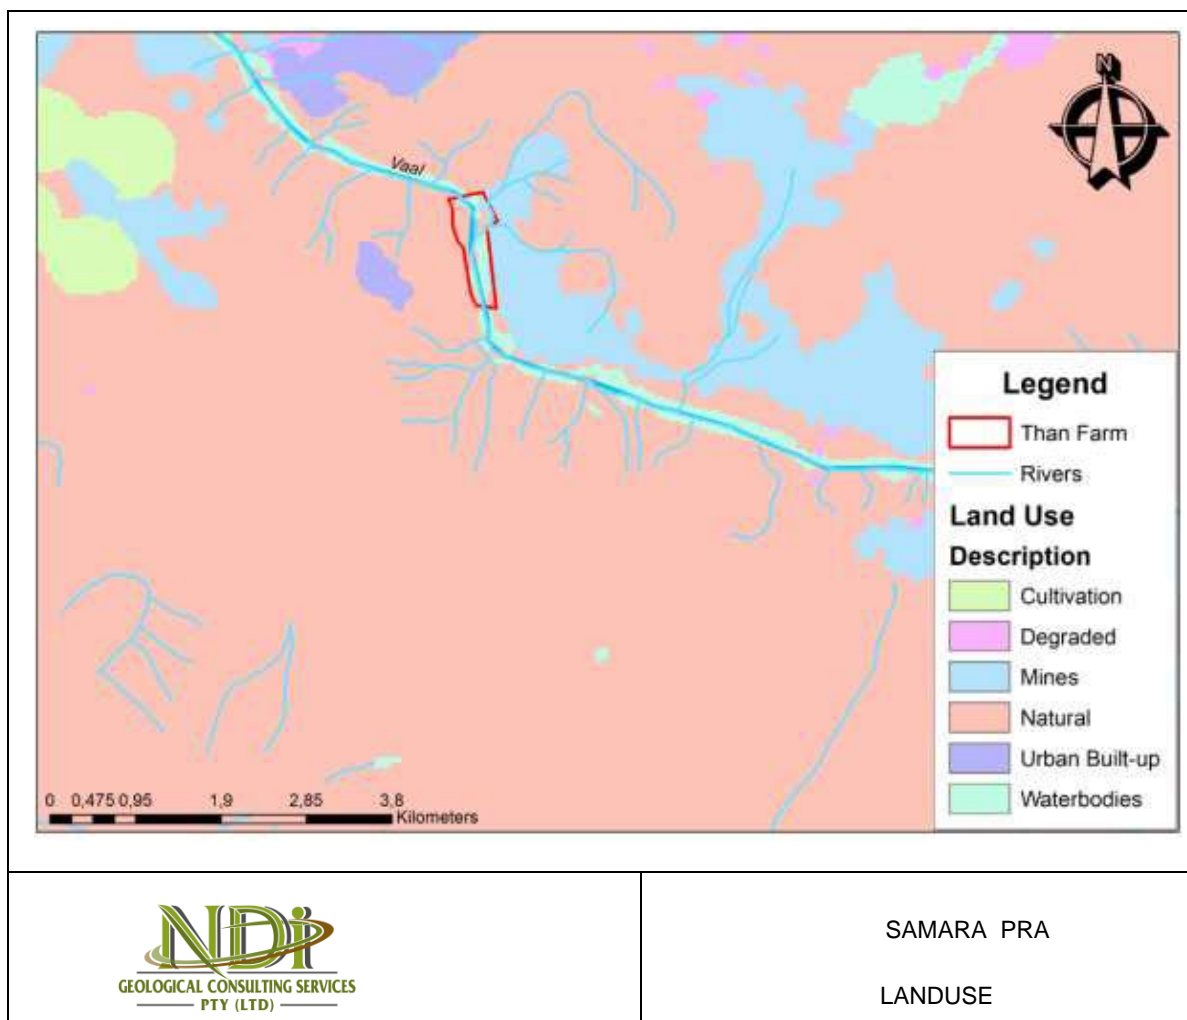 N
Vaal
Legend
Than Farm
Rivers
Land Use
Description
Cultivation
Degraded
Mines
Natural
Urban Built-up
Waterbodies
0 0,475 0,95 1,9 2,85 3,8
Kilometers
NDi
GEOLOGICAL CONSULTING SERVICES
PTY (LTD)
SAMARA PRA
LANDUSE